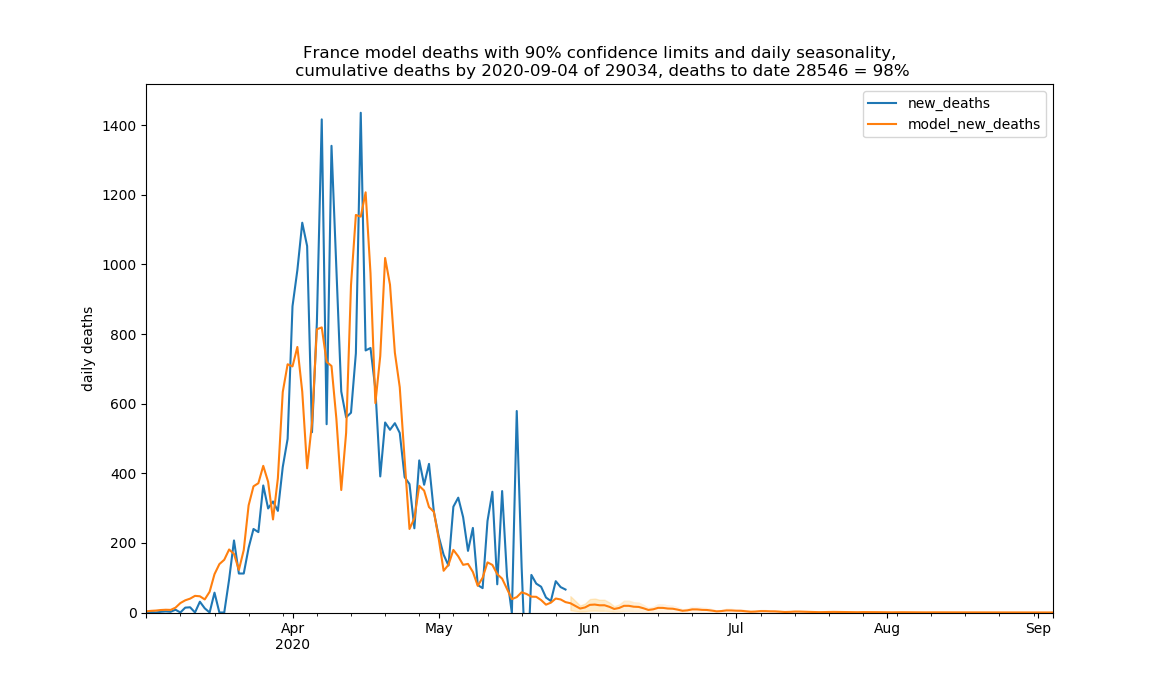 France model deaths with 90% confidence limits and daily seasonality,
cumulative deaths by 2020-09-04 of 29034, deaths to date 28546 = 98%
new_deaths
model_new_deaths
daily deaths
1400
1200
1000
800
600
400
200
0
Apr
2020
May
Jun
Jul
Aug
Sep